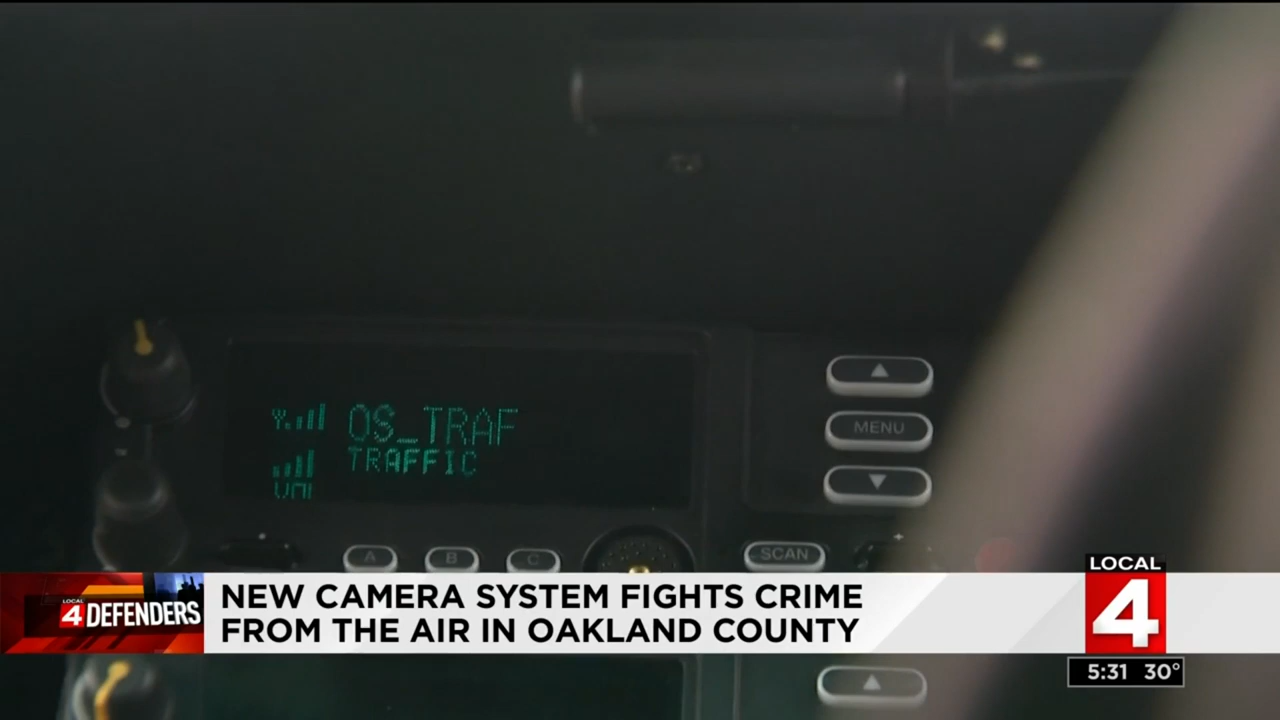 OS_TRAF
TRAFFIC
VOL
MENU
A B C SCAN
LOCAL
4 DEFENDERS
NEW CAMERA SYSTEM FIGHTS CRIME
FROM THE AIR IN OAKLAND COUNTY
LOCAL
4
5:31 30°